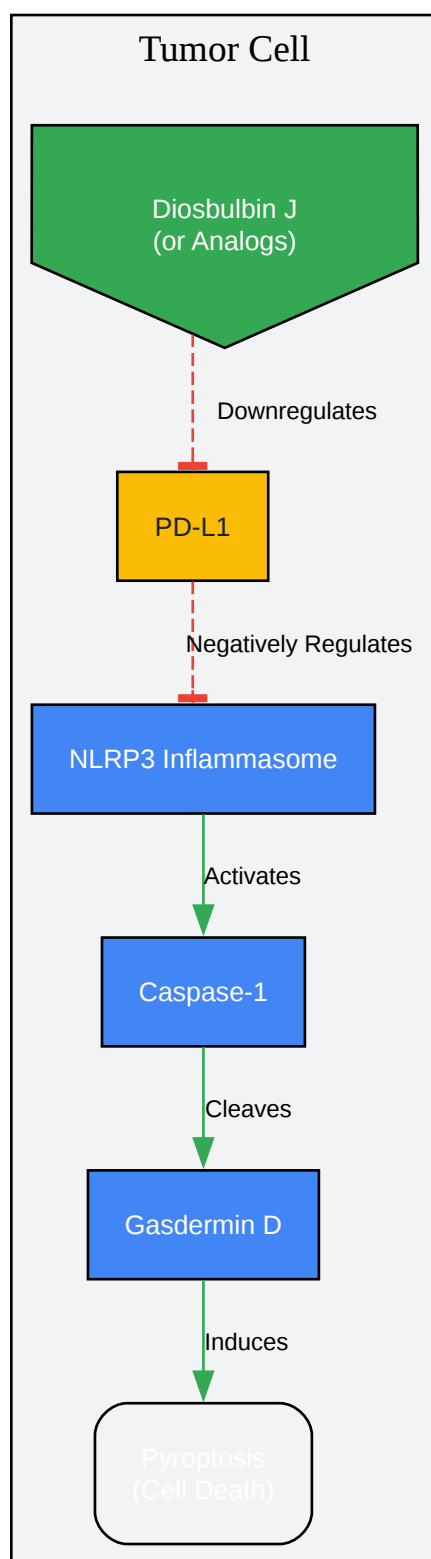 Tumor Cell
Diosbulbin J
(or Analogs)
Downregulates
PD-L1
Negatively Regulates
NLRP3 Inflammasome
Activates
Caspase-1
Cleaves
Gasdermin D
Induces
Pyroptosis
(Cell Death)